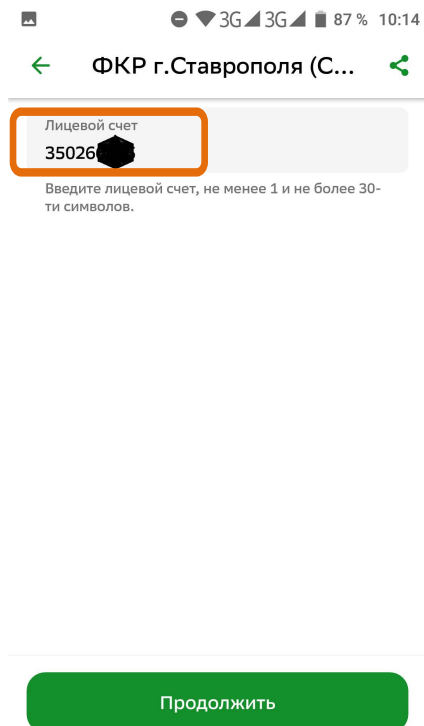 3G 3G 87 % 10:14
ФКР г.Ставрополя (С...
Лицевой счет
35026
Введите лицевой счет, не менее 1 и не более 30-
ти символов.
Продолжить